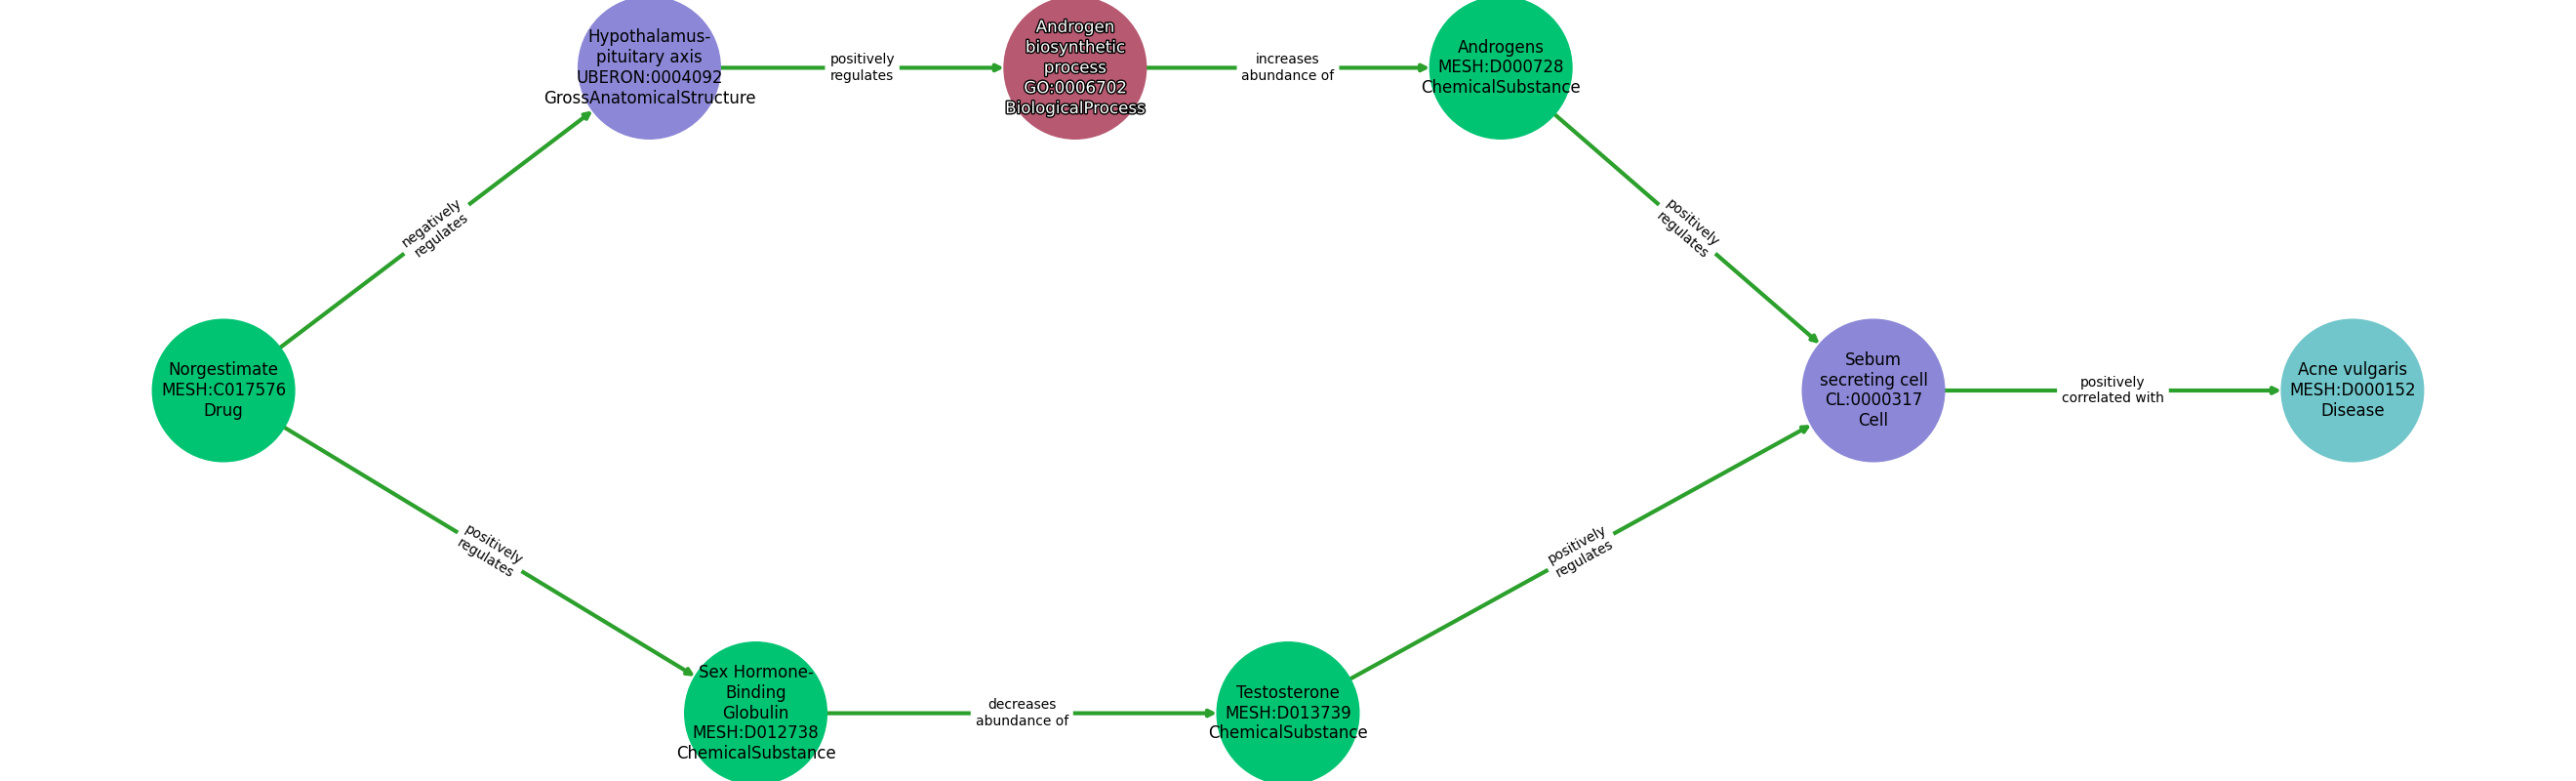 Hypothalamus-
pituitary axis
UBERON:0004092
GrossAnatomicalStructure
positively
regulates
Androgen
biosynthetic
process
GO:0006702
BiologicalProcess
increases
abundance of
Androgens
MESH:D000728
ChemicalSubstance
negatively
regulates
positively
regulates
Norgestimate
MESH:C017576
Drug
Sebum
secreting cell
CL:0000317
Cell
positively
correlated with
Acne vulgaris
MESH:D000152
Disease
positively
regulates
positively
regulates
Sex Hormone-
Binding
Globulin
MESH:D012738
ChemicalSubstance
decreases
abundance of
Testosterone
MESH:D013739
ChemicalSubstance